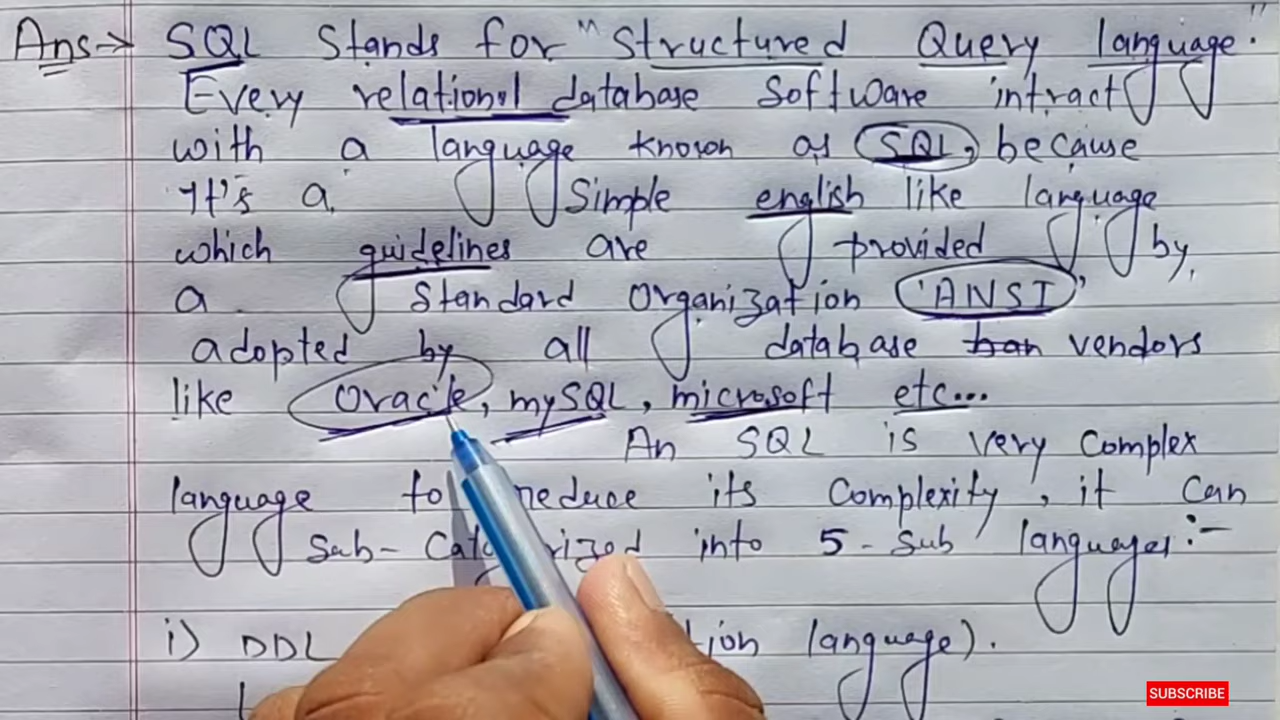 Ans→ SQL Stands for "Structured Query language."
Every relational database Software intract
with a language known as SQL, because
It's a Simple english like language
which guidelines are provided by
a Standard Organization 'ANSI'
adopted by all database ban vendors
like Oracle, mySQL, microsoft etc...
An SQL is very Complex
language to reduce its Complexity, it Can
Sub-Categorized into 5-Sub languages:-
i) DDL language).
SUBSCRIBE